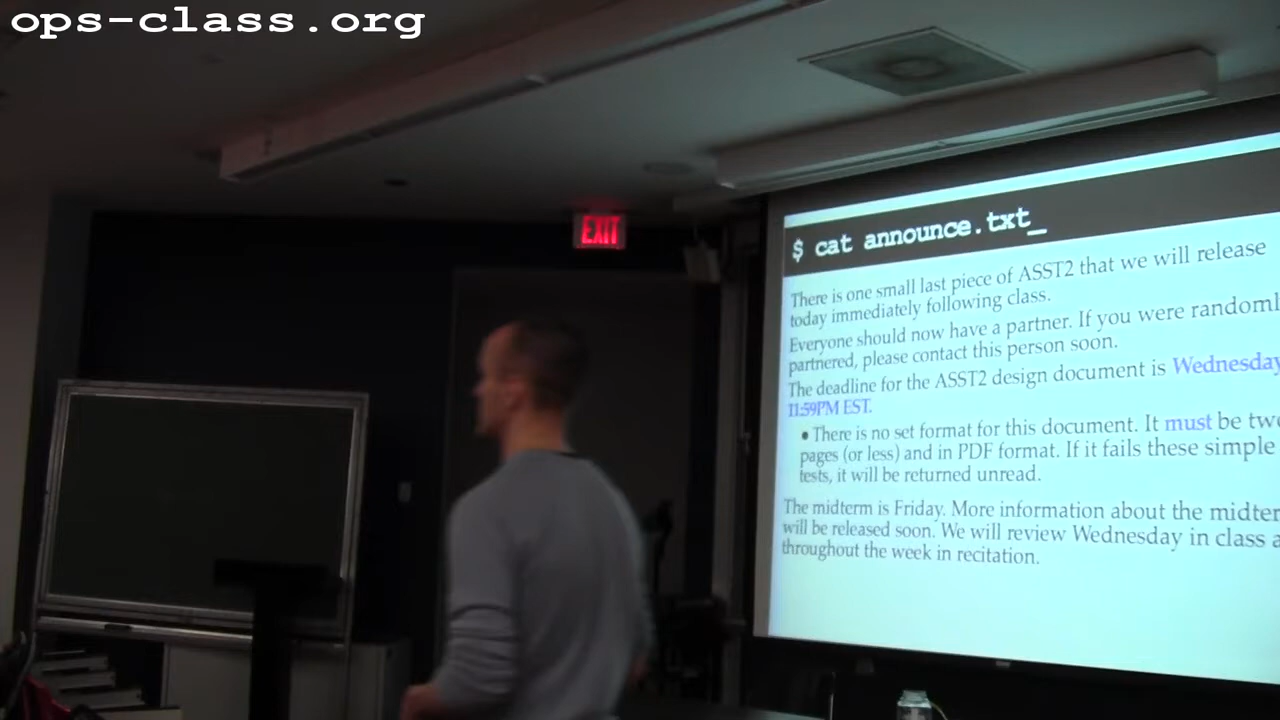 ops-class.org
EXIT
$ cat announce.txt_
There is one small last piece of ASST2 that we will release
today immediately following class.
Everyone should now have a partner. If you were
partnered, please contact this person soon.
The deadline for the ASST2 design document is Wednesday
11:59PM EST.
• There is no set format for this document. It must be
pages (or less) and in PDF format. If it fails these simple
tests, it will be returned unread.
The midterm is Friday. More information about the
will be released soon. We will review Wednesday in class
throughout the week in recitation.